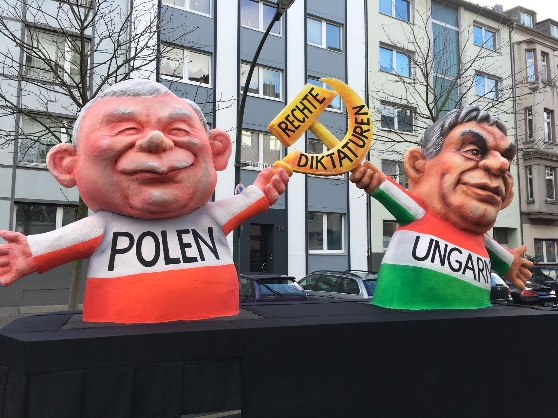 RECHTE
DIKTATUREN
POLEN
UNGARN